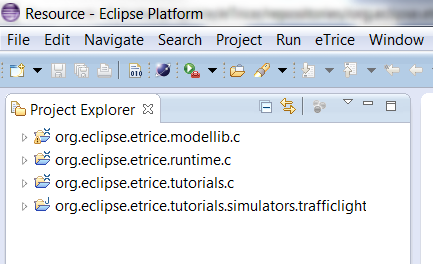 Resource - Eclipse Platform
File Edit Navigate Search Project Run eTrice Window
010
Project Explorer
org.eclipse.etrice.modellib.c
org.eclipse.etrice.runtime.c
org.eclipse.etrice.tutorials.c
org.eclipse.etrice.tutorials.simulators.trafficlight